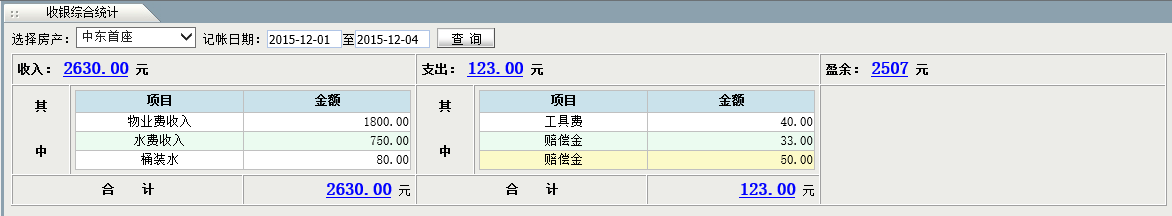 收银综合统计
选择房产: 中东首座 记帐日期: 2015-12-01 至 2015-12-04 查 询
收入: 2630.00 元 支出: 123.00 元 盈余: 2507 元
其中 项目 金额 其中 项目 金额
物业费收入 1800.00 工具费 40.00
水费收入 750.00 赔偿金 33.00
桶装水 80.00 赔偿金 50.00
合 计 2630.00 元 合 计 123.00 元